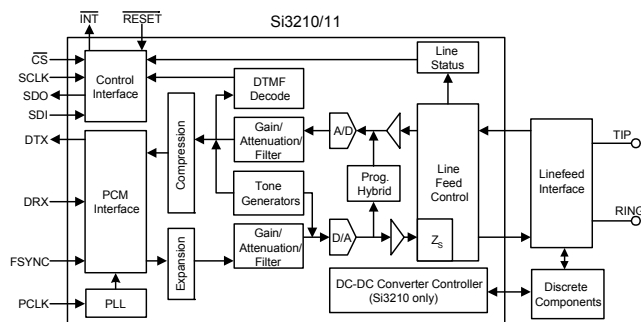 INT
RESET
Si3210/11
CS
SCLK
SDO
SDI
DTX
DRX
FSYNC
PCLK
Control
Interface
PCM
Interface
PLL
Compression
Expansion
DTMF
Decode
Gain/
Attenuation/
Filter
Tone
Generators
Gain/
Attenuation/
Filter
A/D
Prog.
Hybrid
D/A
Line
Status
Line
Feed
Control
ZS
DC-DC Converter Controller
(Si3210 only)
Linefeed
Interface
Discrete
Components
TIP
RING